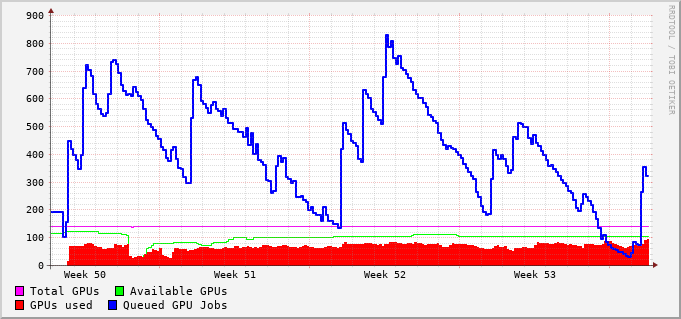 900
800
700
600
500
400
300
200
100
0
Week 50 Week 51 Week 52 Week 53
Total GPUs Available GPUs
GPUs used Queued GPU Jobs
RRDTOOL / TOBI OETIKER